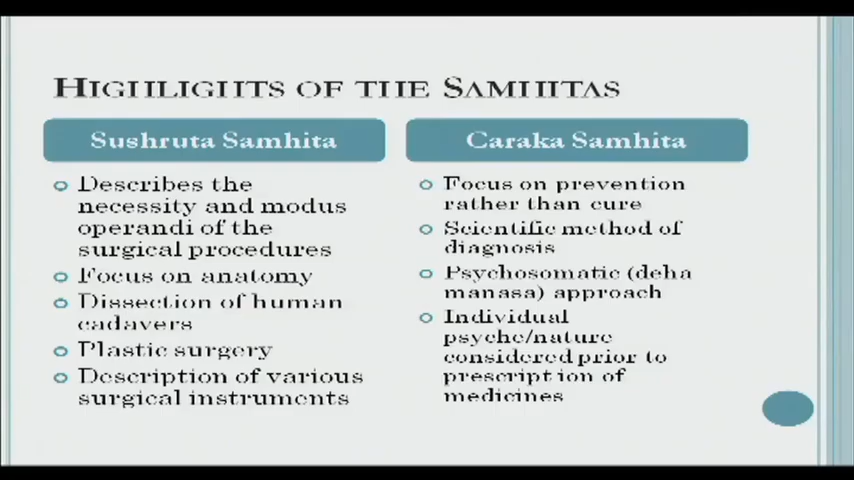 HIGHLIGHTS OF THE SAMHITAS
Sushruta Samhita
Describes the
necessity and modus
operandi of the
surgical procedures
Focus on anatomy
Dissection of human
cadavers
Plastic surgery
Description of various
surgical instruments
Caraka Samhita
Focus on prevention
rather than cure
Scientific method of
diagnosis
Psychosomatic (deha
manasa) approach
Individual
psyche/nature
considered prior to
prescription of
medicines